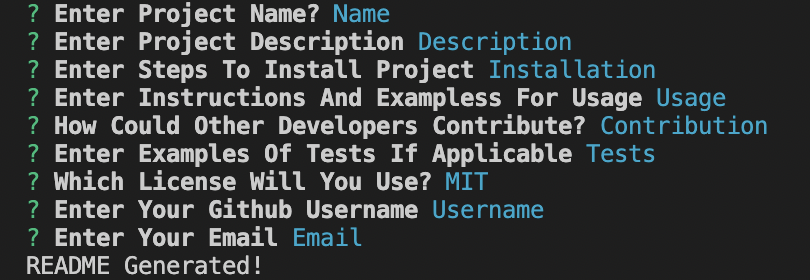 ? Enter Project Name? Name
? Enter Project Description Description
? Enter Steps To Install Project Installation
? Enter Instructions And Exampless For Usage Usage
? How Could Other Developers Contribute? Contribution
? Enter Examples Of Tests If Applicable Tests
? Which License Will You Use? MIT
? Enter Your Github Username Username
? Enter Your Email Email
README Generated!